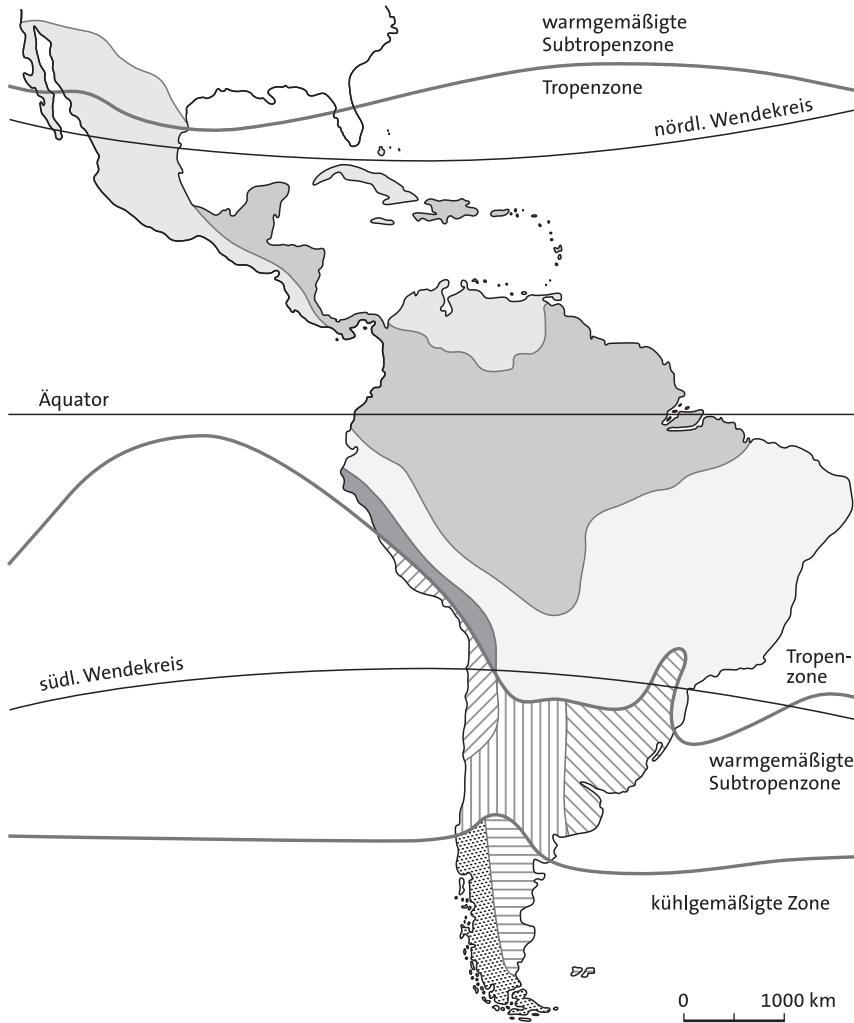 warmgemäßigte
Subtropenzone
Tropenzone
nördl. Wendekreis
Äquator
südl. Wendekreis
Tropen-
zone
warmgemäßigte
Subtropenzone
kühlgemäßigte Zone
0 1000 km